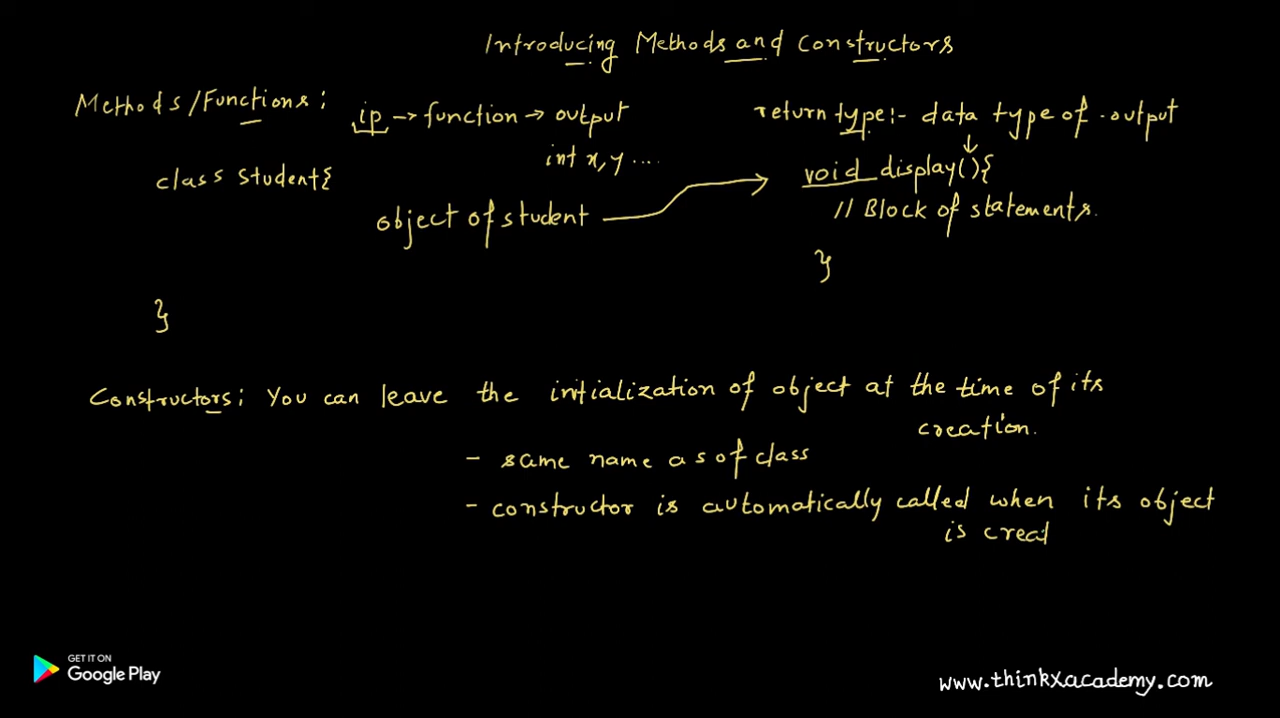 Introducing Methods and Constructors
Methods/Functions:
ip → function → output
int x, y ....
return type:- data type of output
↓
class Student{
void display(){
// Block of statements.
object of student
}
}
Constructors: You can leave the initialization of object at the time of its
creation.
- same name as of class
- constructor is automatically called when its object
is creat
GET IT ON
Google Play
www.thinkxacademy.com